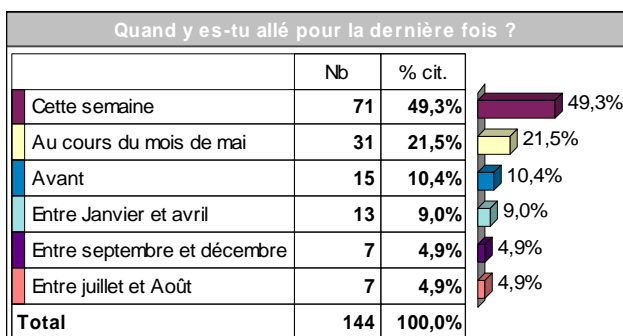 Quand y es-tu allé pour la dernière fois ?
Nb % cit.
Cette semaine 71 49,3% 49,3%
Au cours du mois de mai 31 21,5% 21,5%
Avant 15 10,4% 10,4%
Entre Janvier et avril 13 9,0% 9,0%
Entre septembre et décembre 7 4,9% 4,9%
Entre juillet et Août 7 4,9% 4,9%
Total 144 100,0%